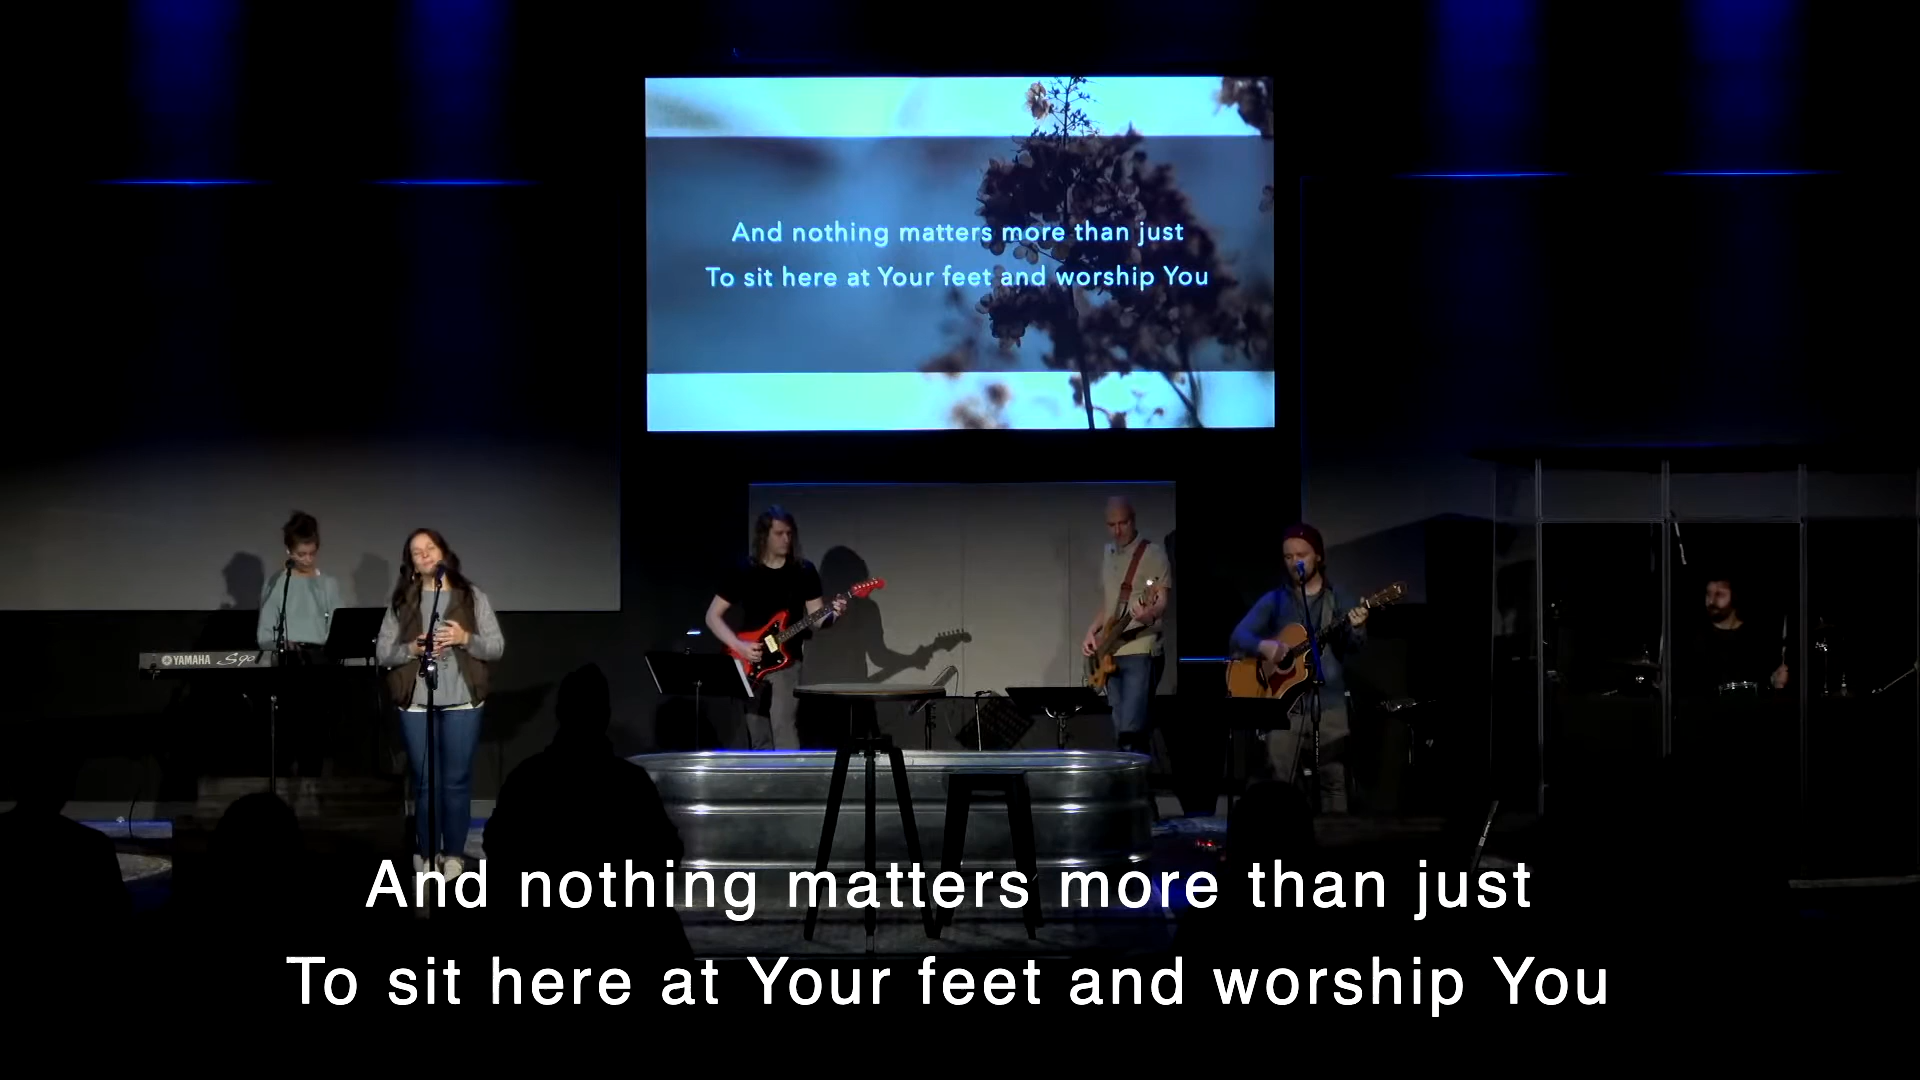 And nothing matters more than just
To sit here at Your feet and worship You
YAMAHA S90
And nothing matters more than just
To sit here at Your feet and worship You